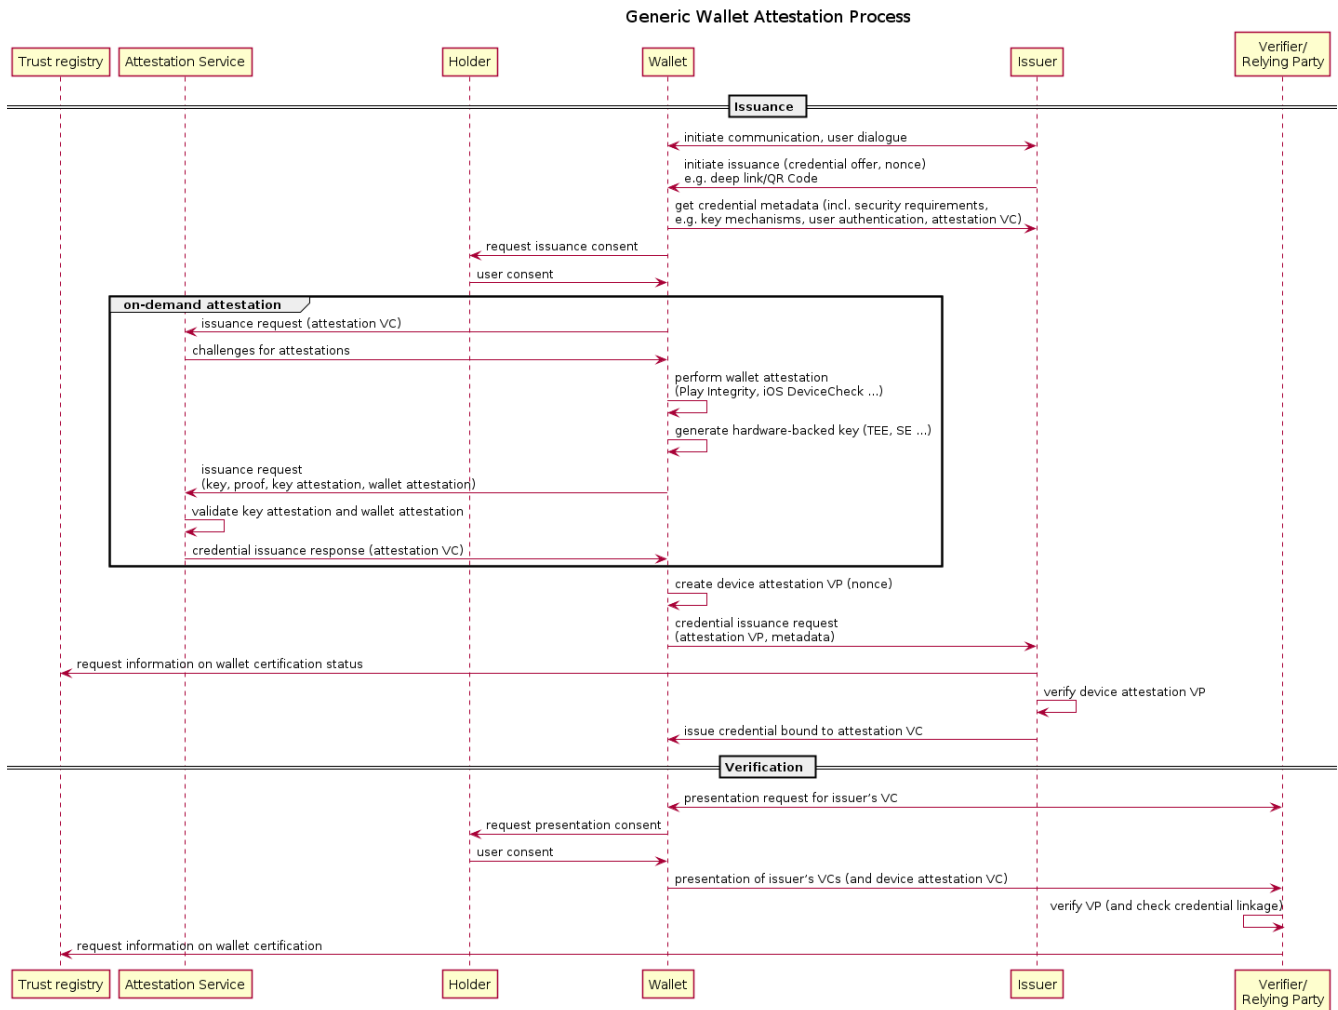 Generic Wallet Attestation Process
Trust registry
Attestation Service
Holder
Wallet
Issuer
Verifier/
Relying Party
Issuance
initiate communication, user dialogue
initiate issuance (credential offer, nonce)
e.g. deep link/QR Code
get credential metadata (incl. security requirements,
e.g. key mechanisms, user authentication, attestation VC)
request issuance consent
user consent
on-demand attestation
issuance request (attestation VC)
challenges for attestations
perform wallet attestation
(Play Integrity, iOS DeviceCheck ...)
generate hardware-backed key (TEE, SE ...)
issuance request
(key, proof, key attestation, wallet attestation)
validate key attestation and wallet attestation
credential issuance response (attestation VC)
create device attestation VP (nonce)
credential issuance request
(attestation VP, metadata)
request information on wallet certification status
verify device attestation VP
issue credential bound to attestation VC
Verification
presentation request for issuer's VC
request presentation consent
user consent
presentation of issuer's VCs (and device attestation VC)
verify VP (and check credential linkage)
request information on wallet certification
Trust registry
Attestation Service
Holder
Wallet
Issuer
Verifier/
Relying Party